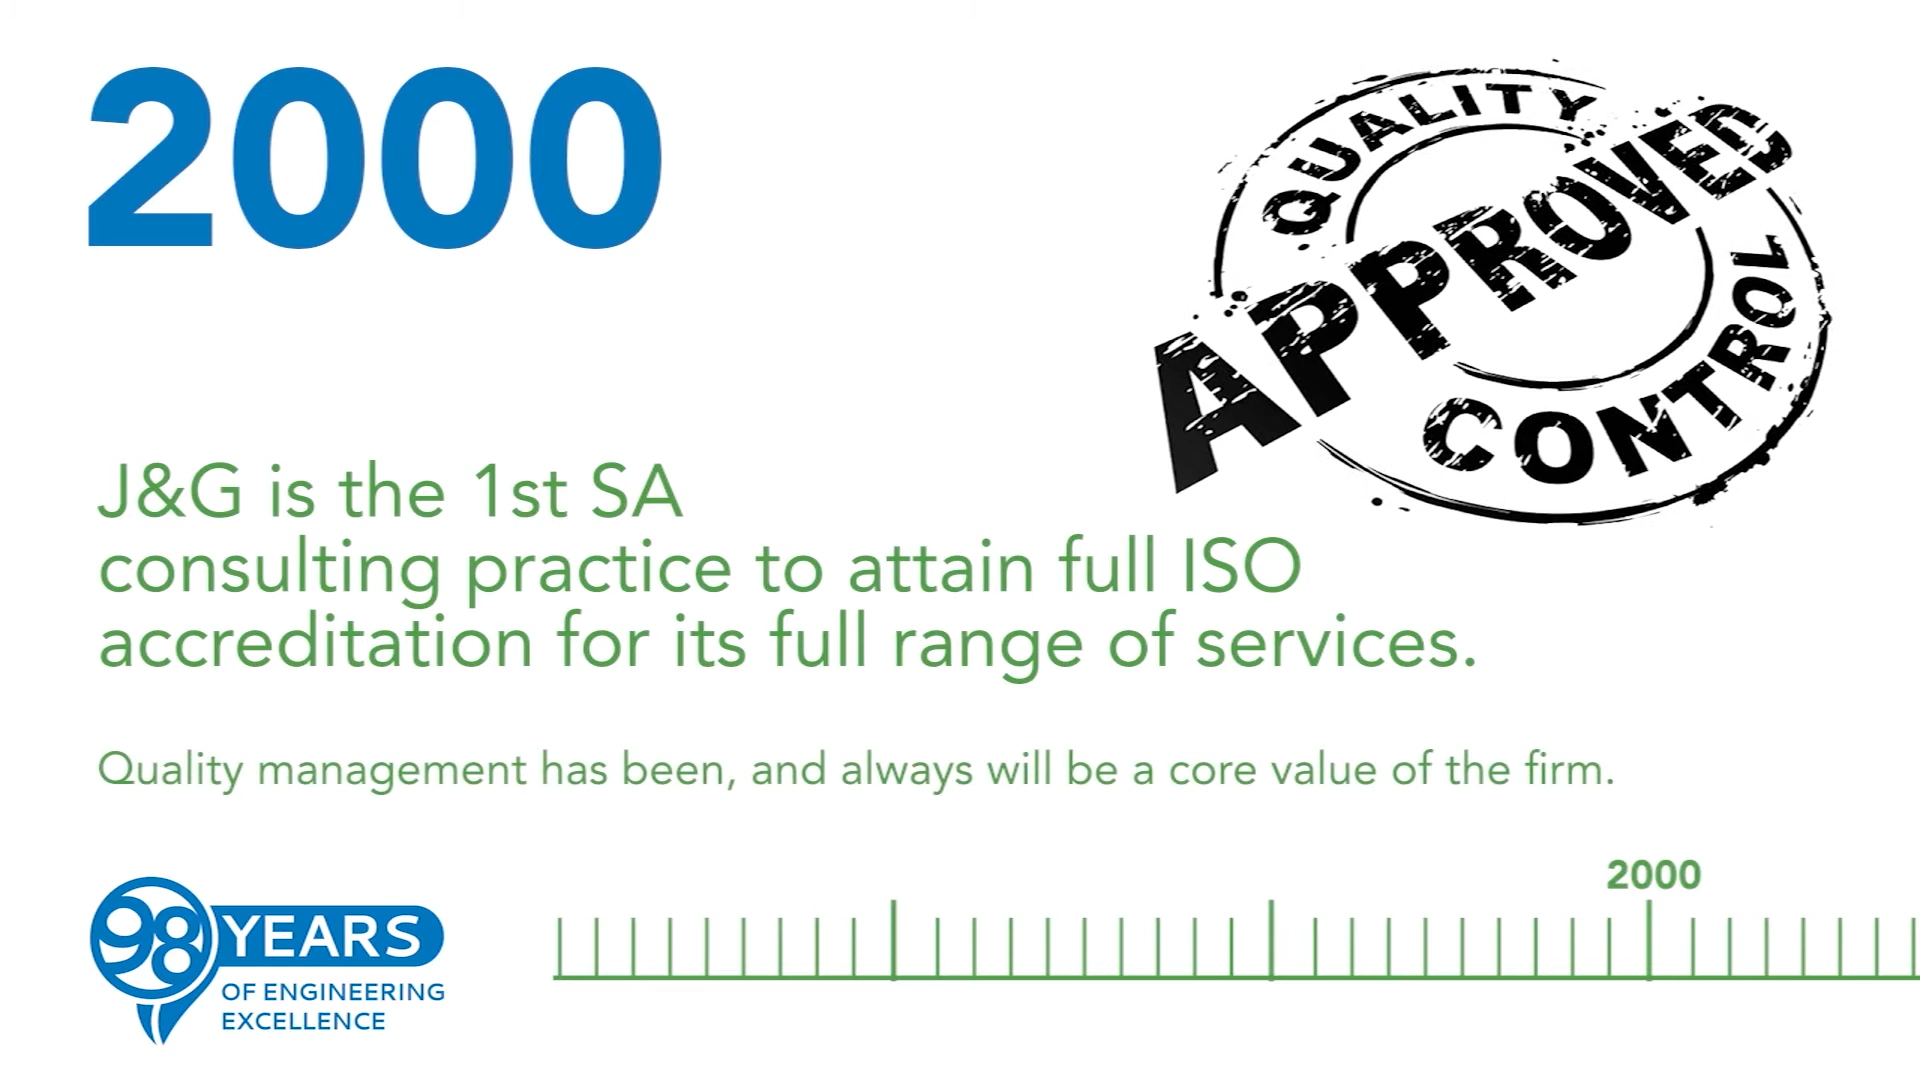 2000
QUALITY
APPROVED
CONTROL
J&G is the 1st SA
consulting practice to attain full ISO
accreditation for its full range of services.
Quality management has been, and always will be a core value of the firm.
2000
98 YEARS
OF ENGINEERING
EXCELLENCE